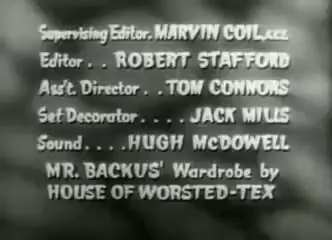 Supervising Editor. MARVIN COIL, A.C.E.
Editor . . ROBERT STAFFORD
Ass't. Director . . TOM CONNORS
Set Decorator . . . . JACK MILLS
Sound . . . . HUGH McDOWELL
MR. BACKUS' Wardrobe by
HOUSE OF WORSTED-TEX